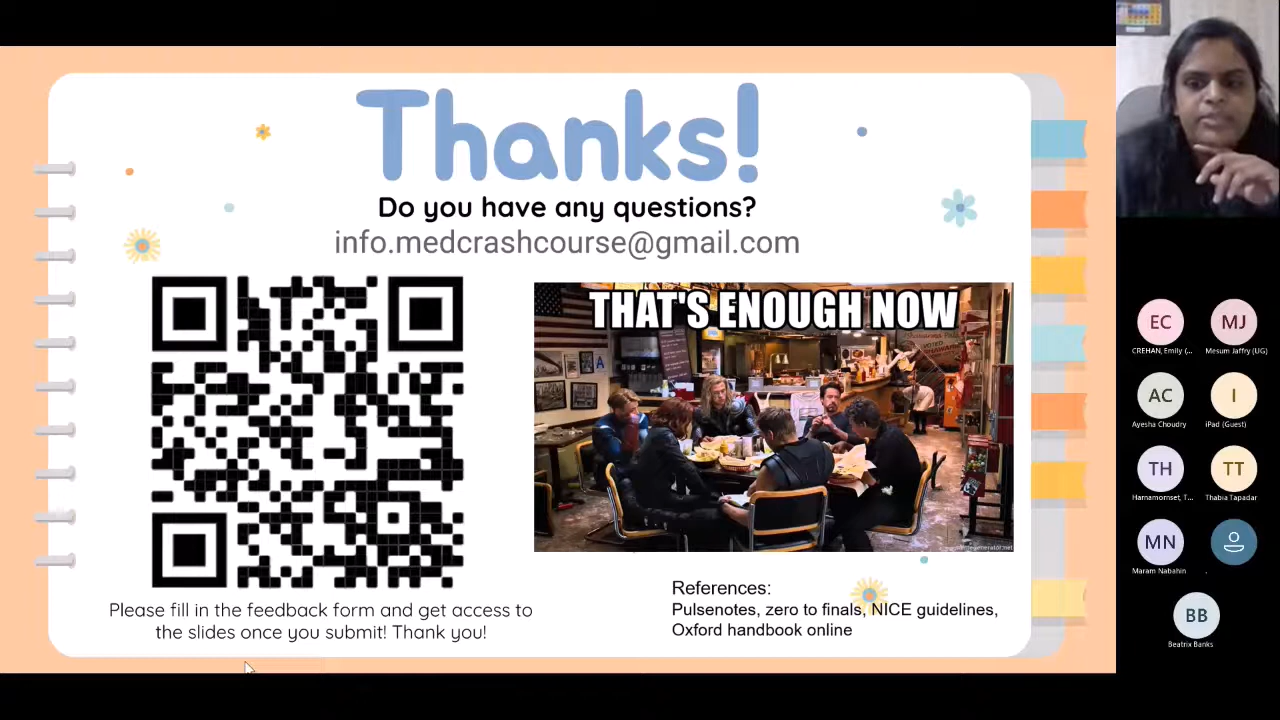 Thanks!
Do you have any questions?
info.medcrashcourse@gmail.com
THAT'S ENOUGH NOW
Please fill in the feedback form and get access to
the slides once you submit! Thank you!
References:
Pulsenotes, zero to finals, NICE guidelines,
Oxford handbook online
EC
CREHAN, Emily (...
MJ
Mesum Jaffry (UG)
AC
Ayesha Choudry
I
iPad (Guest)
TH
Harnamornset, T...
TT
Thabia Tapadar
MN
Maram Nabahin
.
BB
Beatrix Banks